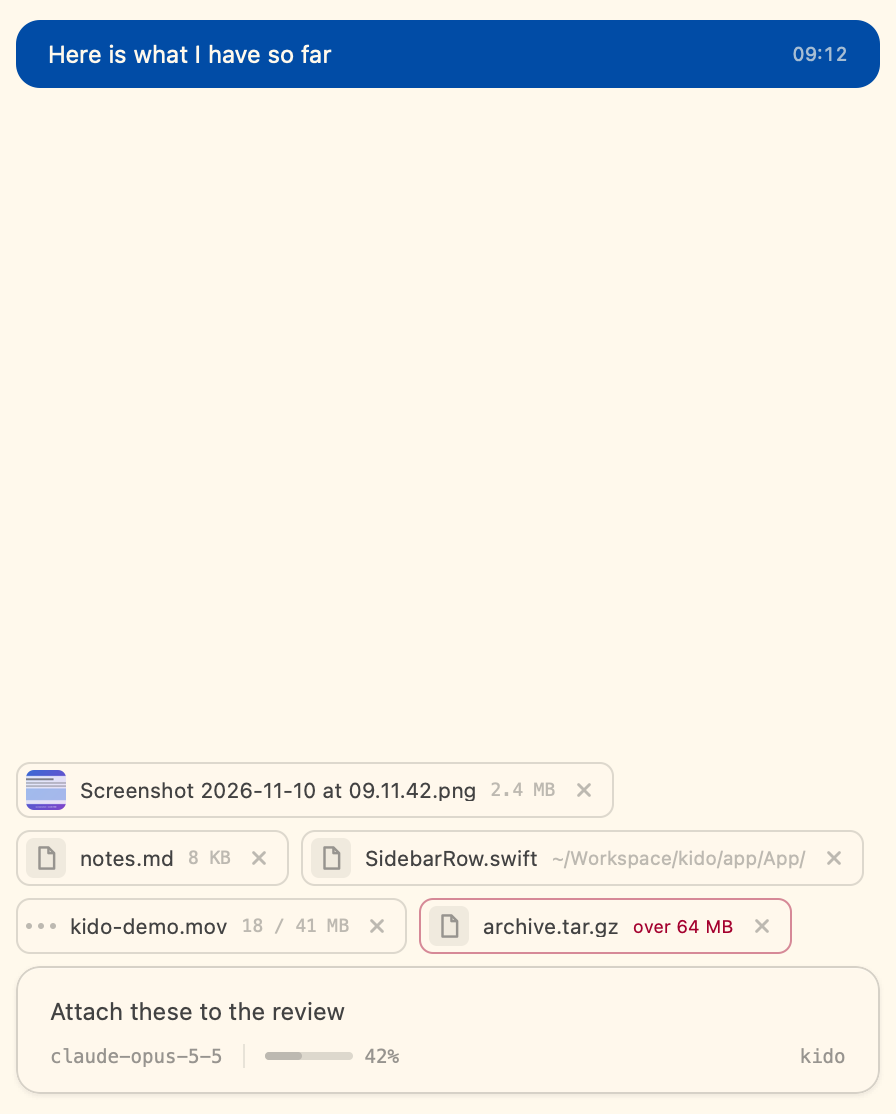 Here is what I have so far 09:12
Screenshot 2026-11-10 at 09.11.42.png 2.4 MB
notes.md 8 KB SidebarRow.swift ~/Workspace/kido/app/App/
kido-demo.mov 18 / 41 MB archive.tar.gz over 64 MB
Attach these to the review
claude-opus-5-5 42% kido